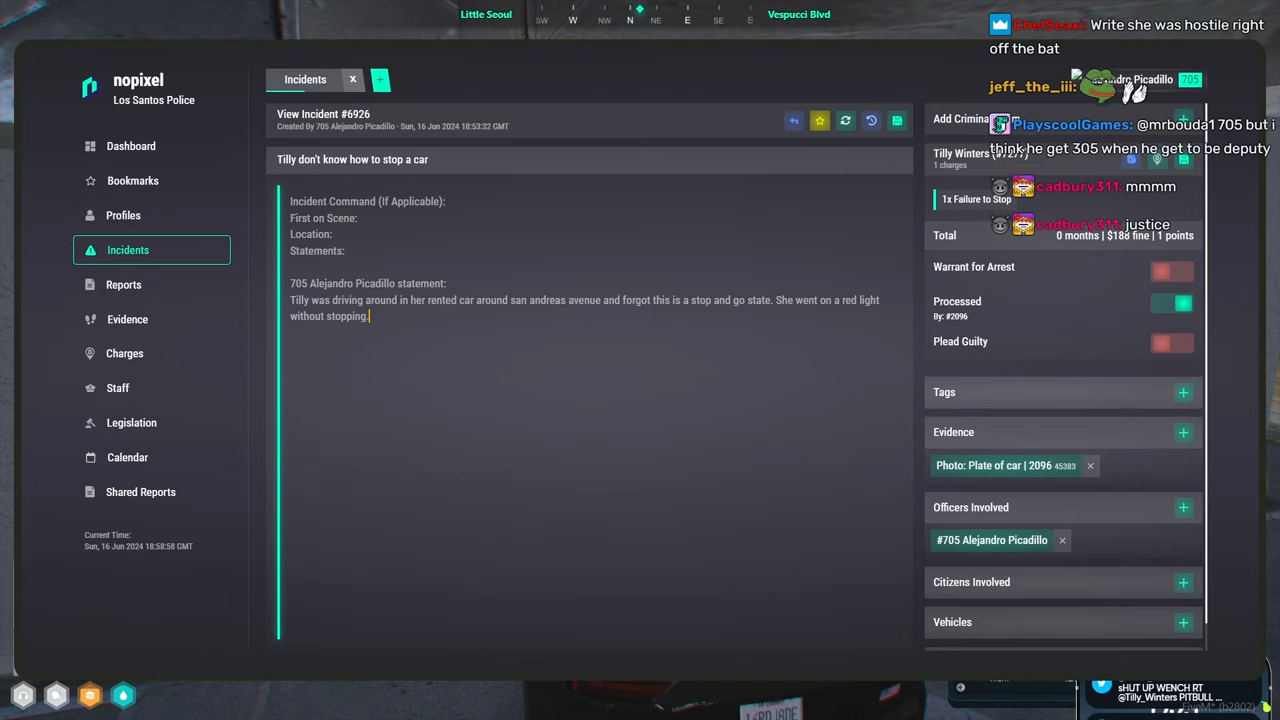 Little Seoul
SW W NW N NE E SE S
Vespucci Blvd
ChelSeaxi: Write she was hostile right
off the bat
jeff_the_iii:
PlayscoolGames: @mrbouda1 705 but i
think he get 305 when he get to be deputy
cadbury311: mmmm
cadbury311: justice
nopixel
Los Santos Police
Dashboard
Bookmarks
Profiles
Incidents
Reports
Evidence
Charges
Staff
Legislation
Calendar
Shared Reports
Current Time:
Sun, 16 Jun 2024 18:58:58 GMT
Incidents x +
View Incident #6926
Created By 705 Alejandro Picadillo - Sun, 16 Jun 2024 18:53:32 GMT
Tilly don't know how to stop a car
Incident Command (If Applicable):
First on Scene:
Location:
Statements:
705 Alejandro Picadillo statement:
Tilly was driving around in her rented car around san andreas avenue and forgot this is a stop and go state. She went on a red light
without stopping.
Picadillo 705
Add Criminal
Tilly Winters
1 charges
1x Failure to Stop
Total 0 months | $188 fine | 1 points
Warrant for Arrest
Processed
By: #2096
Plead Guilty
Tags
Evidence
Photo: Plate of car | 2096 45383
Officers Involved
#705 Alejandro Picadillo
Citizens Involved
Vehicles
sHUT UP WENCH RT
@Tilly_Winters PITBULL ...
FiveM* (b2802)